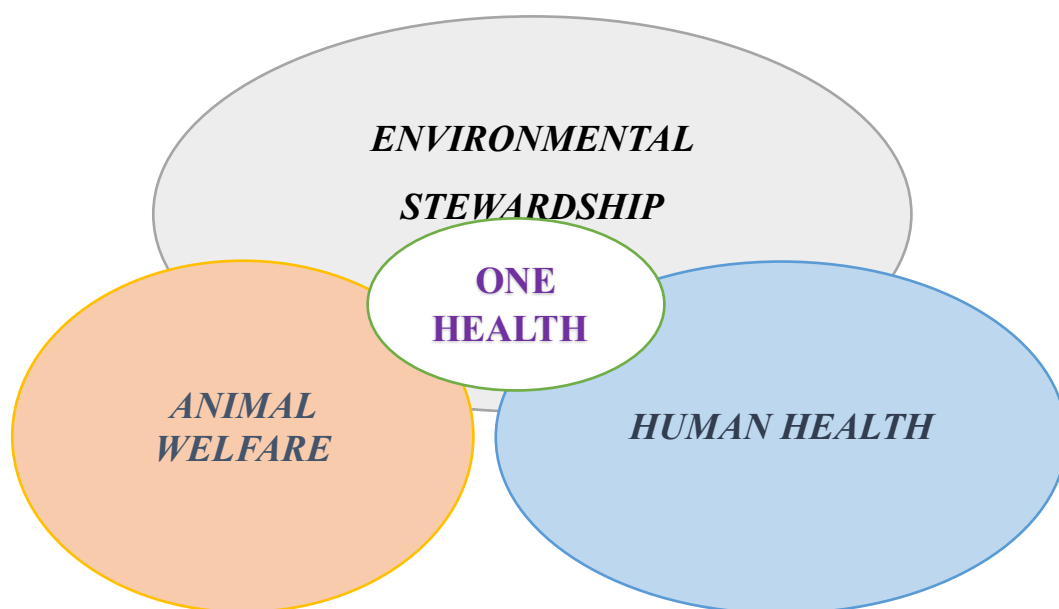 ENVIRONMENTAL
STEWARDSHIP
ONE
HEALTH
ANIMAL
WELFARE
HUMAN HEALTH